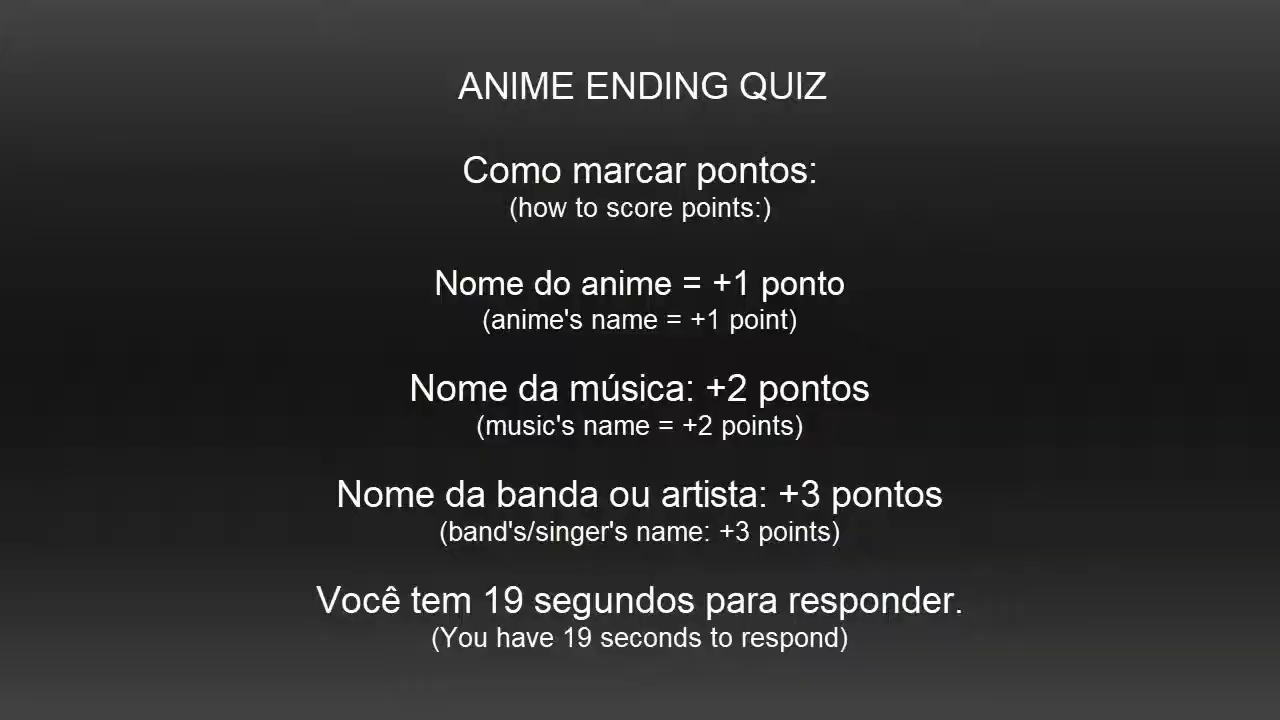 ANIME ENDING QUIZ
Como marcar pontos:
(how to score points:)
Nome do anime = +1 ponto
(anime's name = +1 point)
Nome da música: +2 pontos
(music's name = +2 points)
Nome da banda ou artista: +3 pontos
(band's/singer's name: +3 points)
Você tem 19 segundos para responder.
(You have 19 seconds to respond)